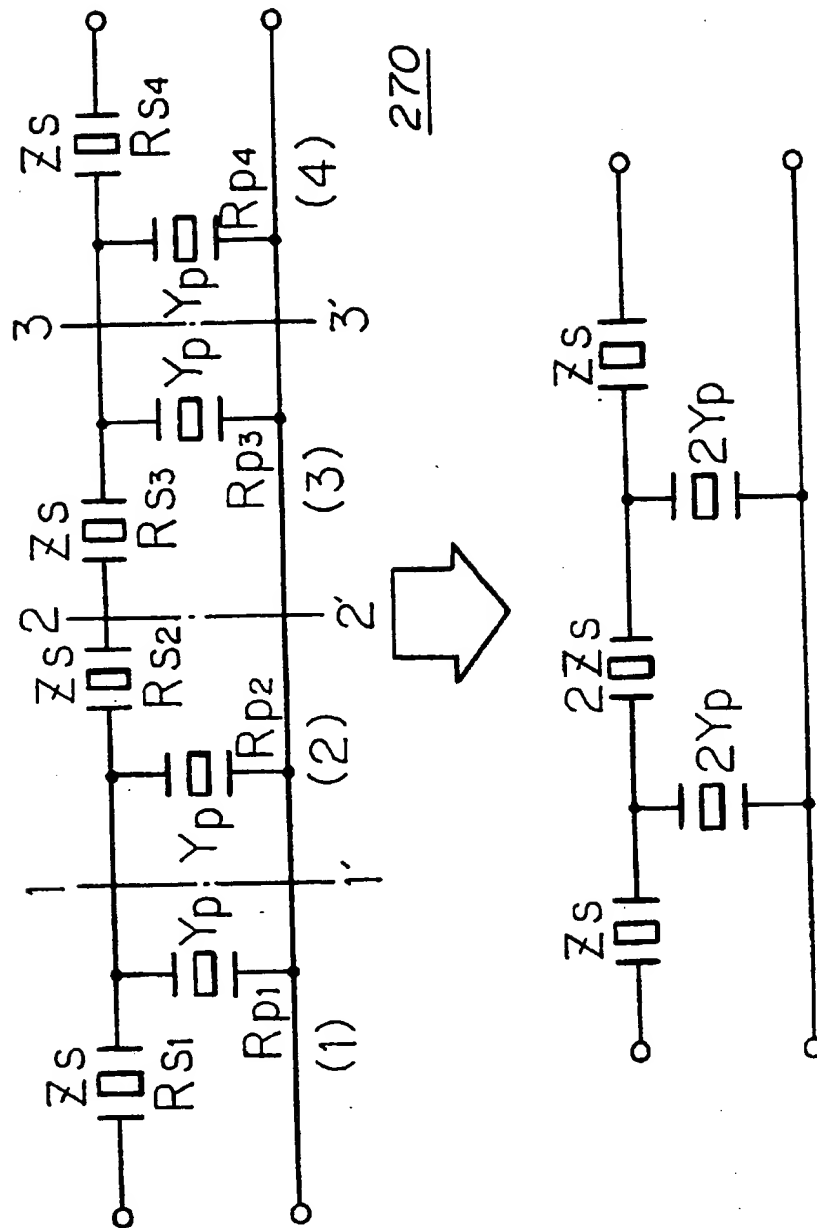 Zs Zs Zs Zs
RS1 RS2 RS3 RS4
1 2 3
Yp Yp Yp Yp
Rp1 Rp2 Rp3 Rp4
1' 2' 3'
(1) (2) (3) (4)
270
Zs 2Zs Zs
2Yp 2Yp